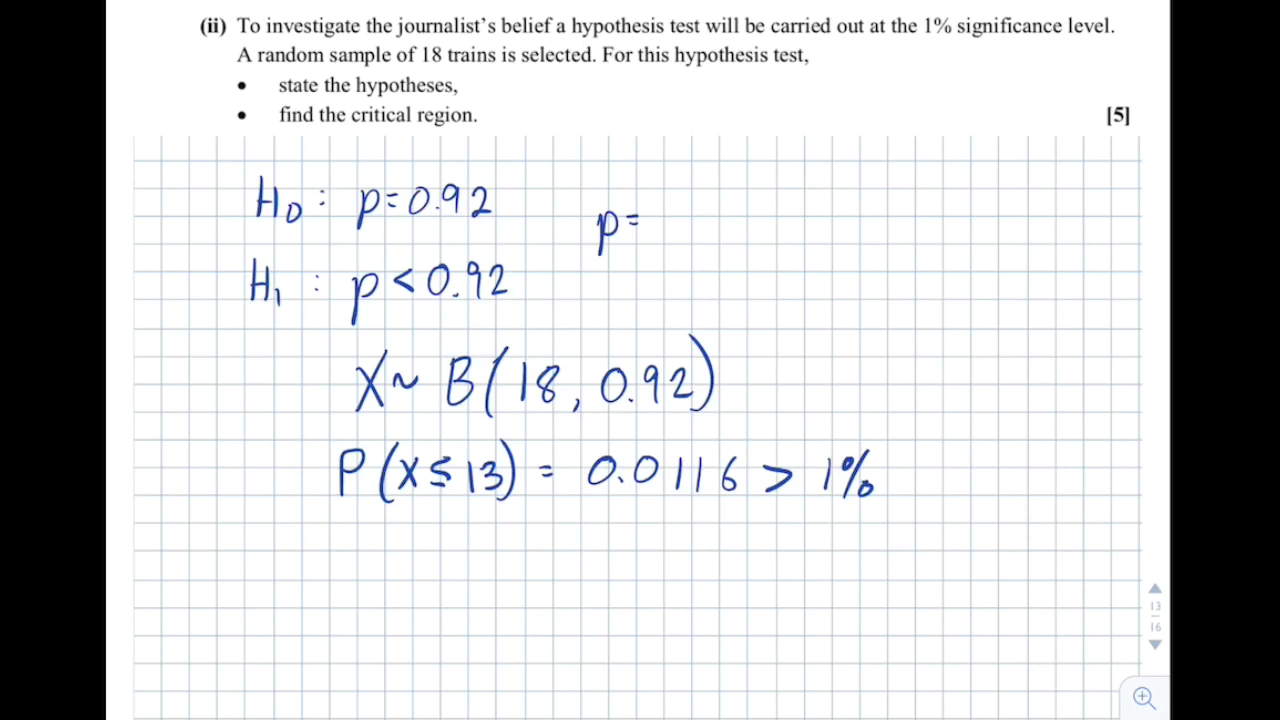 (ii) To investigate the journalist's belief a hypothesis test will be carried out at the 1% significance level.
A random sample of 18 trains is selected. For this hypothesis test,
• state the hypotheses,
• find the critical region. [5]
H₀ : p=0.92
p=
H₁ : p<0.92
X~ B(18, 0.92)
P(X≤13) = 0.0116 > 1%
13
16